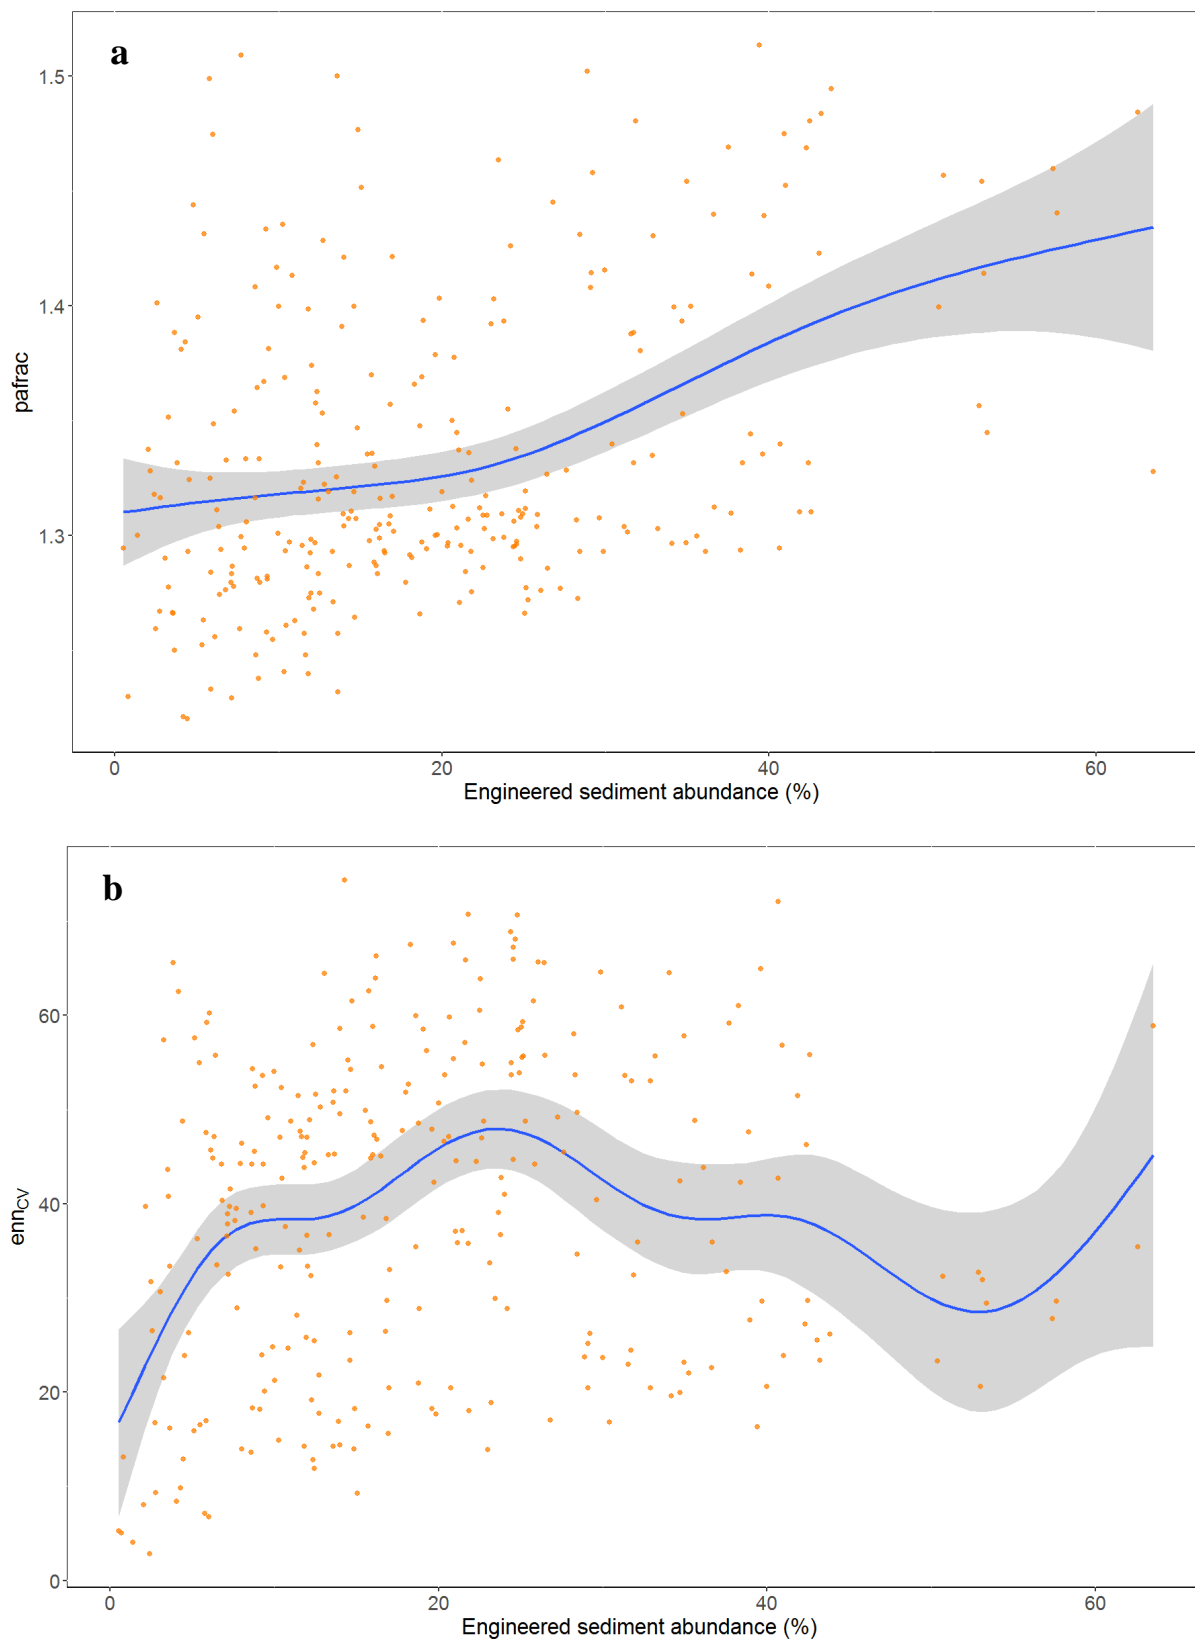 a
1.5
1.4
pafrac
1.3
0 20 40 60
Engineered sediment abundance (%)
b
60
40
enn_CV
20
0
0 20 40 60
Engineered sediment abundance (%)